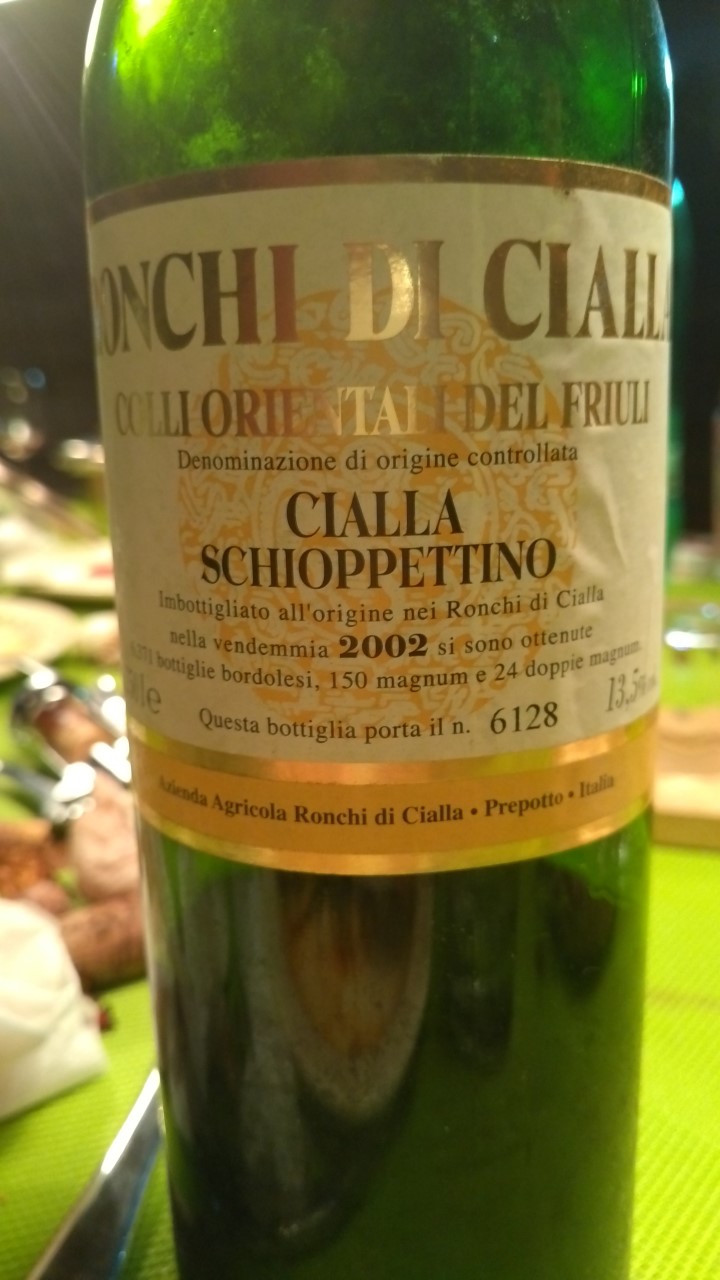 RONCHI DI CIALLA
COLLI ORIENTALI DEL FRIULI
Denominazione di origine controllata
CIALLA
SCHIOPPETTINO
Imbottigliato all'origine nei Ronchi di Cialla
nella vendemmia 2002 si sono ottenute
bottiglie bordolesi, 150 magnum e 24 doppie magnum.
13,5%
Questa bottiglia porta il n. 6128
Azienda Agricola Ronchi di Cialla • Prepotto • Italia